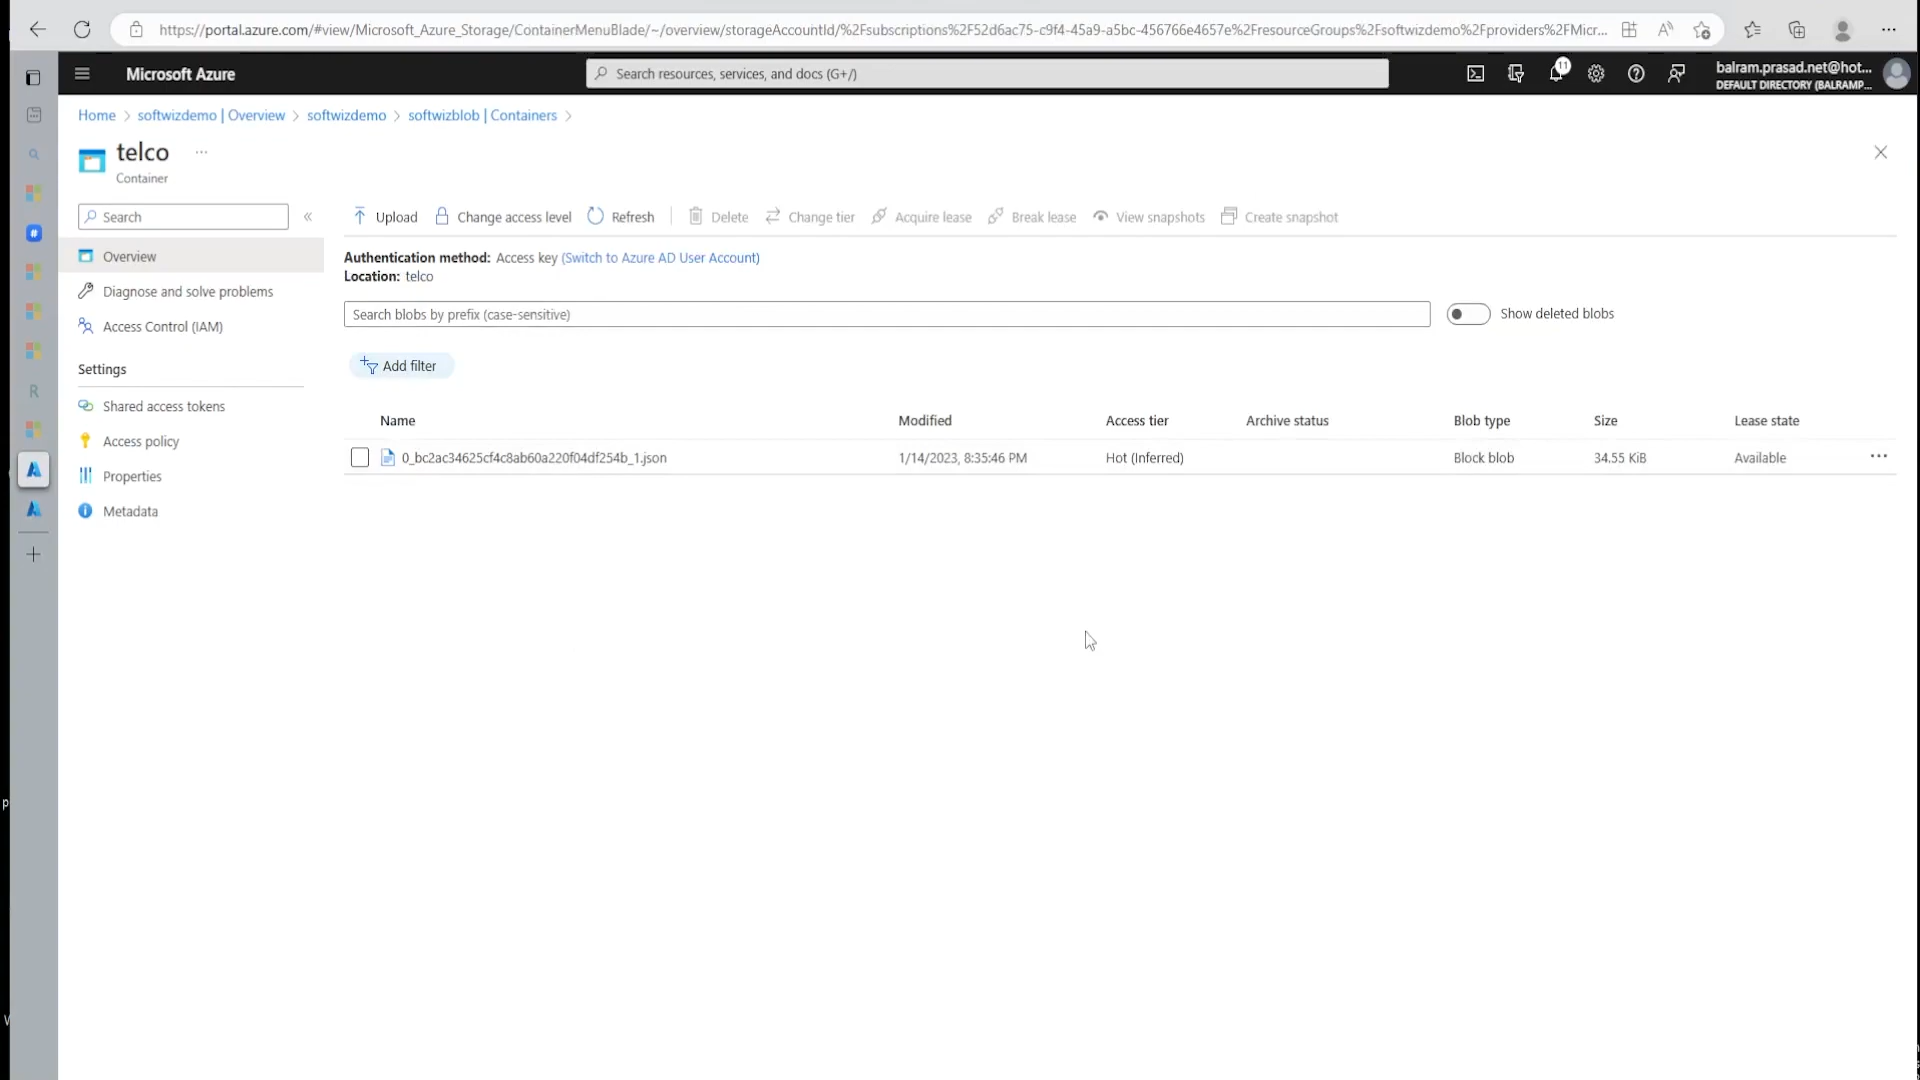 https://portal.azure.com/#view/Microsoft_Azure_Storage/ContainerMenuBlade/~/overview/storageAccountId/%2Fsubscriptions%2F52d6ac75-c9f4-45a9-a5bc-456766e4657e%2FresourceGroups%2Fsoftwizdemo%2Fproviders%2FMicr...
Microsoft Azure
Search resources, services, and docs (G+/)
11
balram.prasad.net@hot...
DEFAULT DIRECTORY (BALRAMP...
Home > softwizdemo | Overview > softwizdemo > softwizblob | Containers >
telco
Container
Search
Upload
Change access level
Refresh
Delete
Change tier
Acquire lease
Break lease
View snapshots
Create snapshot
Overview
Diagnose and solve problems
Access Control (IAM)
Settings
Shared access tokens
Access policy
Properties
Metadata
Authentication method: Access key (Switch to Azure AD User Account)
Location: telco
Search blobs by prefix (case-sensitive)
Show deleted blobs
Add filter
Name Modified Access tier Archive status Blob type Size Lease state
0_bc2ac34625cf4c8ab60a220f04df254b_1.json 1/14/2023, 8:35:46 PM Hot (Inferred) Block blob 34.55 KiB Available